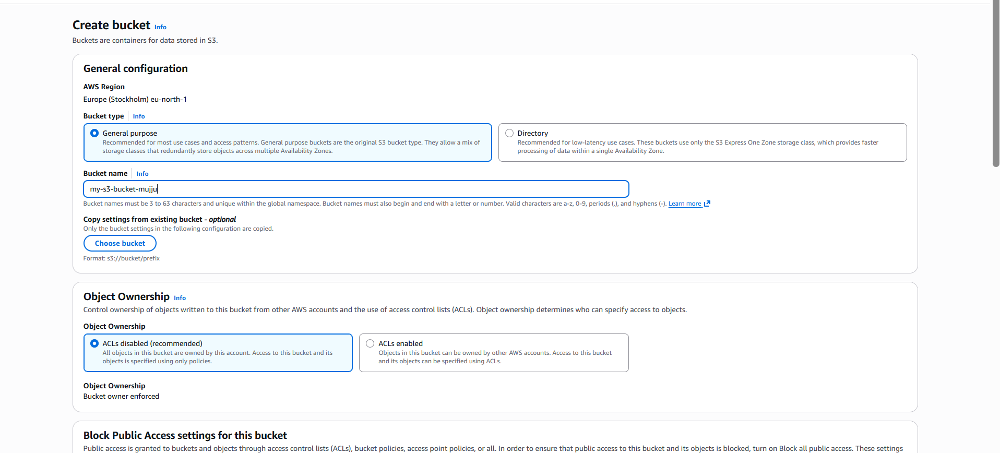 Create bucket Info
Buckets are containers for data stored in S3.
General configuration
AWS Region
Europe (Stockholm) eu-north-1
Bucket type Info
General purpose
Recommended for most use cases and access patterns. General purpose buckets are the original S3 bucket type. They allow a mix of
storage classes that redundantly store objects across multiple Availability Zones.
Directory
Recommended for low-latency use cases. These buckets use only the S3 Express One Zone storage class, which provides faster
processing of data within a single Availability Zone.
Bucket name Info
my-s3-bucket-mujju
Bucket names must be 3 to 63 characters and unique within the global namespace. Bucket names must also begin and end with a letter or number. Valid characters are a-z, 0-9, periods (.), and hyphens (-). Learn more
Copy settings from existing bucket - optional
Only the bucket settings in the following configuration are copied.
Choose bucket
Format: s3://bucket/prefix
Object Ownership Info
Control ownership of objects written to this bucket from other AWS accounts and the use of access control lists (ACLs). Object ownership determines who can specify access to objects.
Object Ownership
ACLs disabled (recommended)
All objects in this bucket are owned by this account. Access to this bucket and its
objects is specified using only policies.
ACLs enabled
Objects in this bucket can be owned by other AWS accounts. Access to this bucket
and its objects can be specified using ACLs.
Object Ownership
Bucket owner enforced
Block Public Access settings for this bucket
Public access is granted to buckets and objects through access control lists (ACLs), bucket policies, access point policies, or all. In order to ensure that public access to this bucket and its objects is blocked, turn on Block all public access. These settings